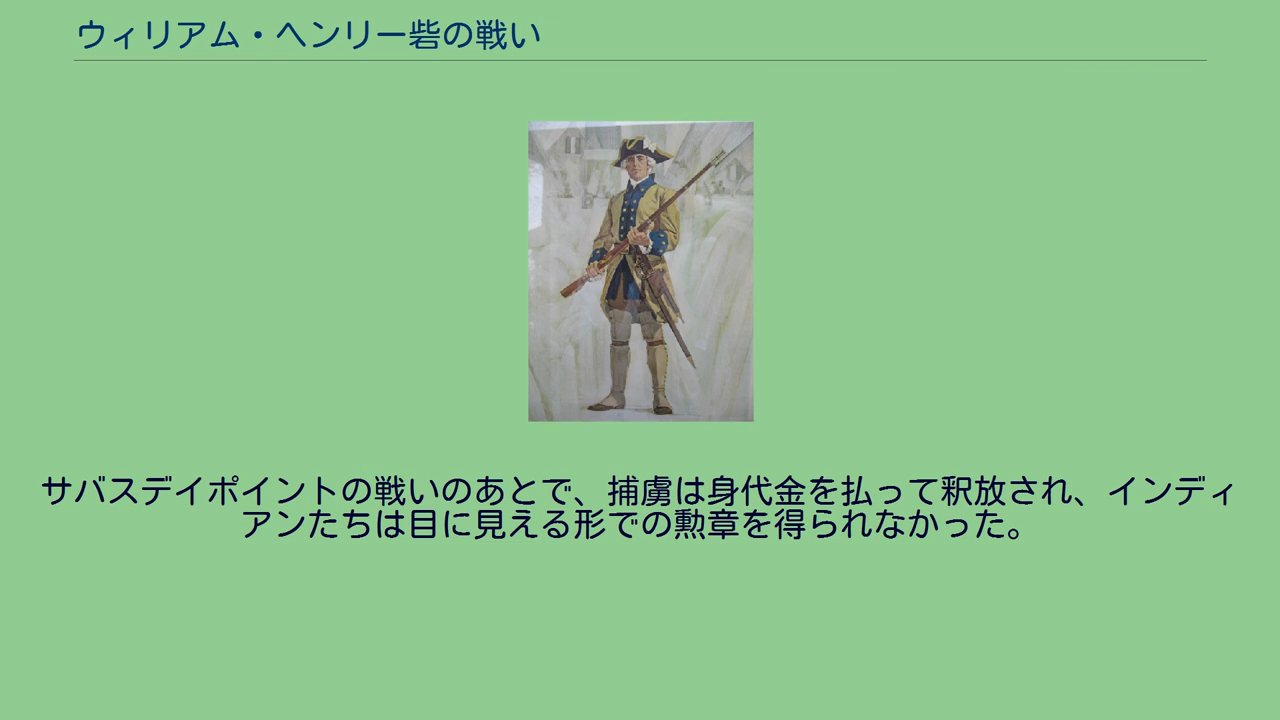 ウィリアム・ヘンリー砦の戦い
サバスデイポイントの戦いのあとで、捕虜は身代金を払って釈放され、インディ
アンたちは目に見える形での勲章を得られなかった。